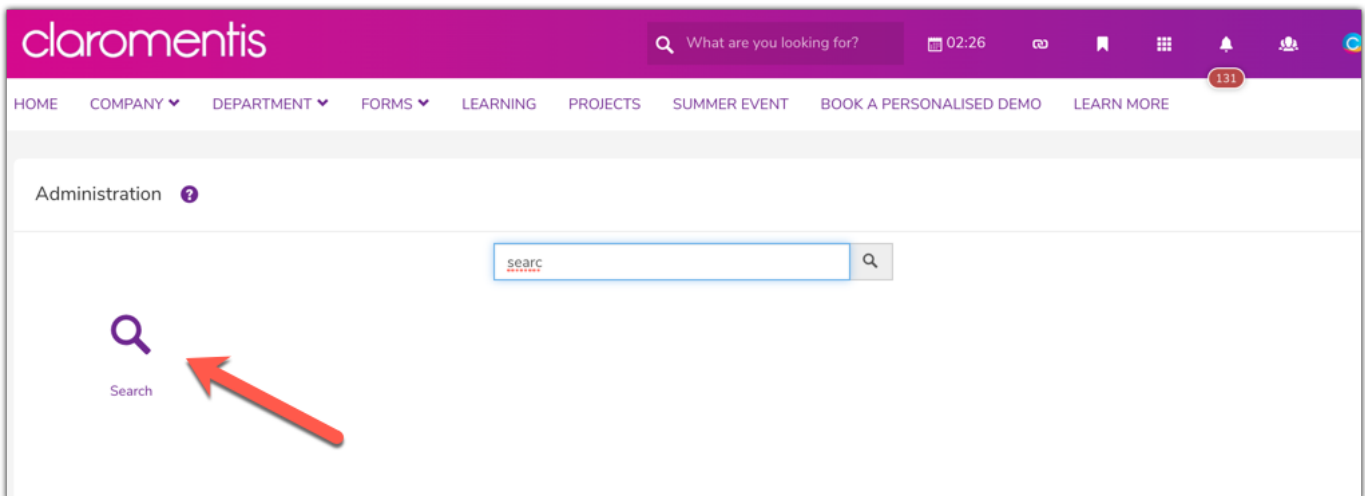 claromentis
What are you looking for? 02:26
131
HOME COMPANY DEPARTMENT FORMS LEARNING PROJECTS SUMMER EVENT BOOK A PERSONALISED DEMO LEARN MORE
Administration ?
searc
Search